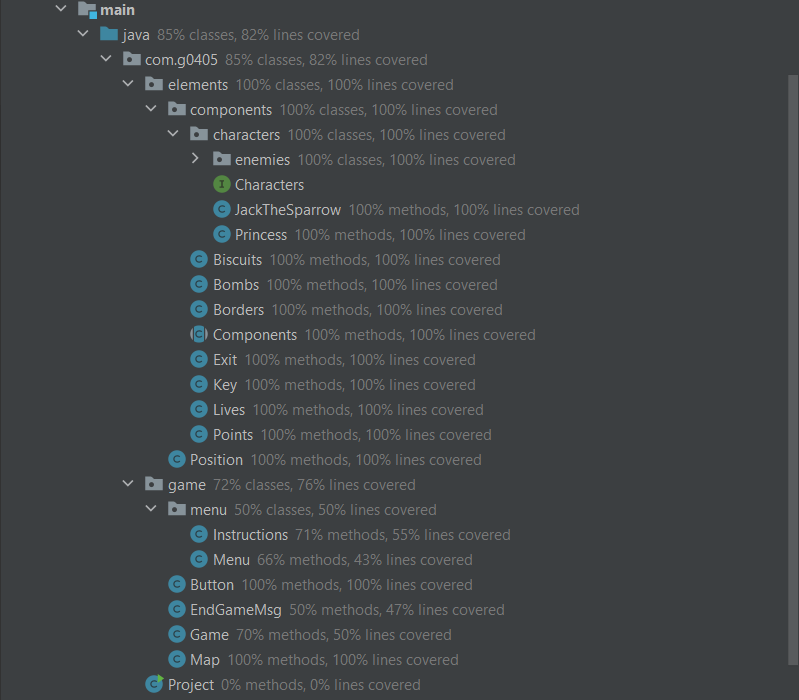 main
java 85% classes, 82% lines covered
com.g0405 85% classes, 82% lines covered
elements 100% classes, 100% lines covered
components 100% classes, 100% lines covered
characters 100% classes, 100% lines covered
enemies 100% classes, 100% lines covered
I Characters
C JackTheSparrow 100% methods, 100% lines covered
C Princess 100% methods, 100% lines covered
C Biscuits 100% methods, 100% lines covered
C Bombs 100% methods, 100% lines covered
C Borders 100% methods, 100% lines covered
C Components 100% methods, 100% lines covered
C Exit 100% methods, 100% lines covered
C Key 100% methods, 100% lines covered
C Lives 100% methods, 100% lines covered
C Points 100% methods, 100% lines covered
C Position 100% methods, 100% lines covered
game 72% classes, 76% lines covered
menu 50% classes, 50% lines covered
C Instructions 71% methods, 55% lines covered
C Menu 66% methods, 43% lines covered
C Button 100% methods, 100% lines covered
C EndGameMsg 50% methods, 47% lines covered
C Game 70% methods, 50% lines covered
C Map 100% methods, 100% lines covered
C Project 0% methods, 0% lines covered